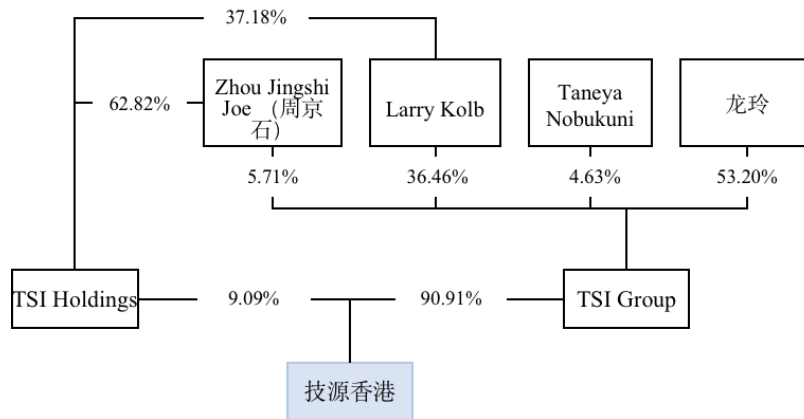 37.18%
62.82%
Zhou Jingshi
Joe （周京
石）
Larry Kolb
Taneya
Nobukuni
龙玲
5.71%
36.46%
4.63%
53.20%
TSI Holdings
9.09%
90.91%
TSI Group
技源香港